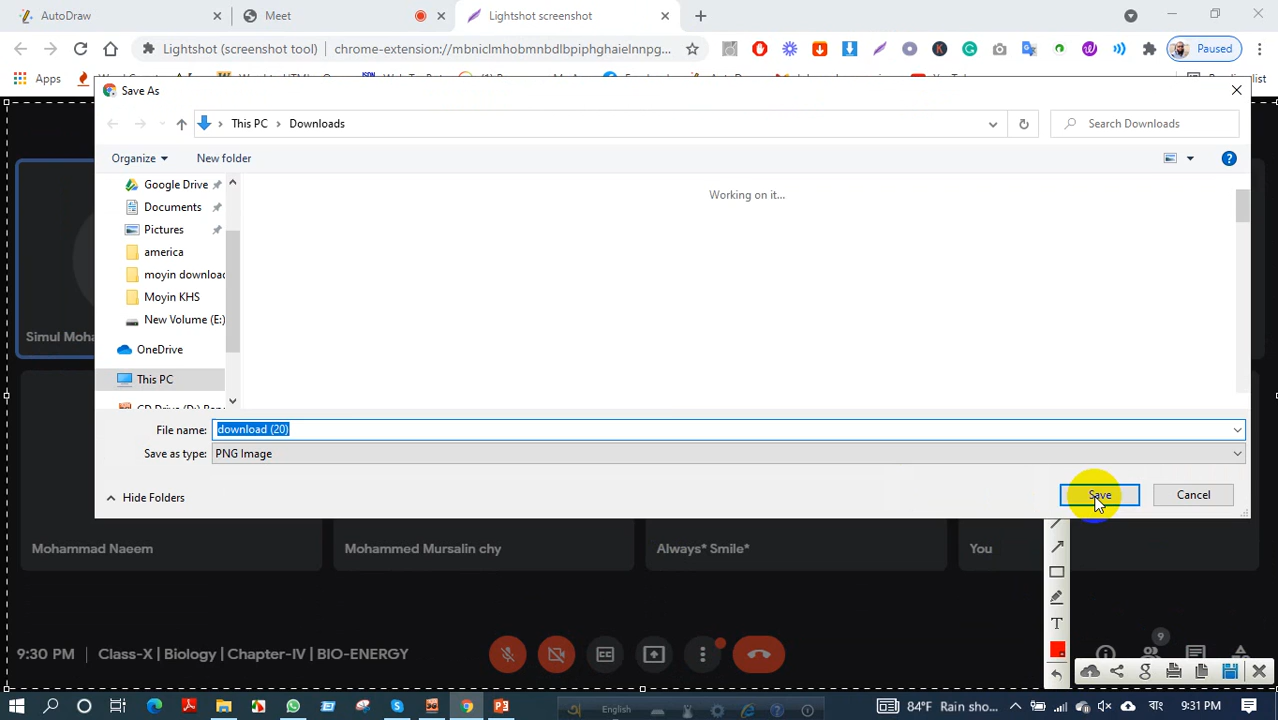 AutoDraw
Meet
Lightshot screenshot
Lightshot (screenshot tool)
chrome-extension://mbniclmhobmnbdlbpiphghaielnnpg...
Paused
Apps
Save As
This PC > Downloads
Search Downloads
Organize
New folder
Google Drive
Documents
Pictures
america
moyin downloac
Moyin KHS
New Volume (E:)
OneDrive
This PC
Working on it...
File name: download (20)
Save as type: PNG Image
Hide Folders
Save
Cancel
Simul Moha
Mohammad Naeem
Mohammed Mursalin chy
Always* Smile*
You
9:30 PM | Class-X | Biology | Chapter-IV | BIO-ENERGY
9
English
84°F Rain sho...
বাং
9:31 PM